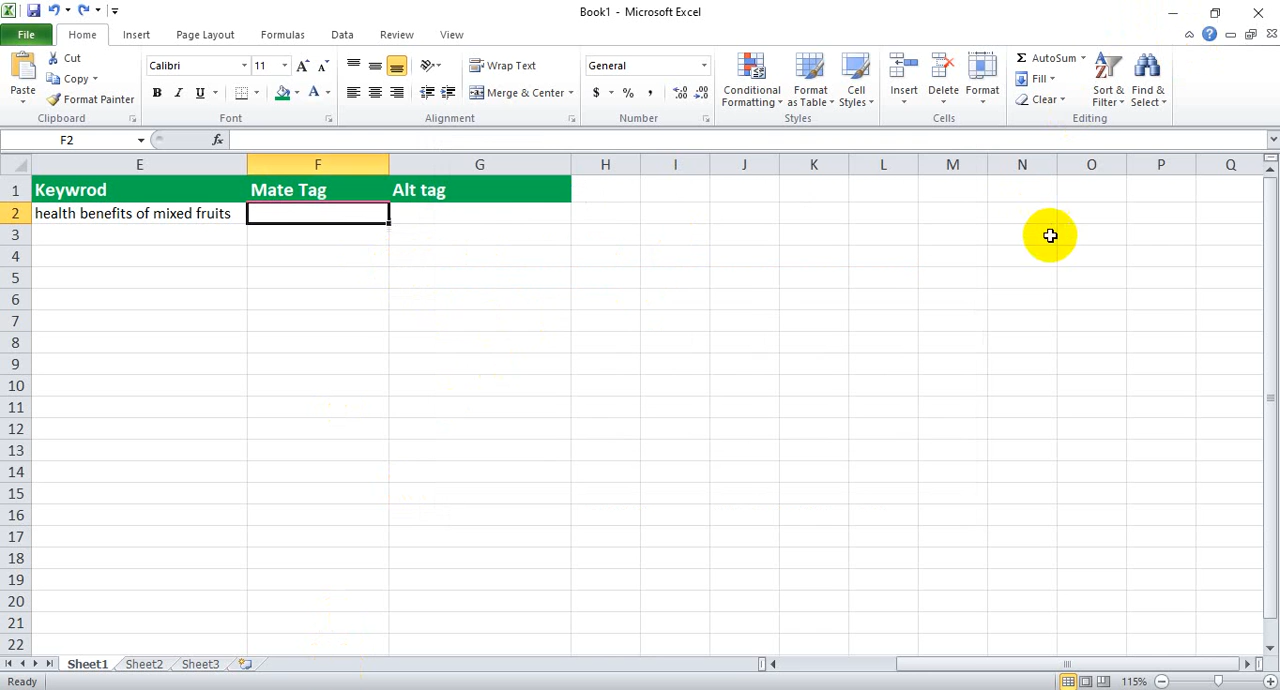 Book1 - Microsoft Excel
File Home Insert Page Layout Formulas Data Review View
Paste
Cut
Copy
Format Painter
Clipboard
Calibri 11
B I U
Font
Wrap Text
Merge & Center
Alignment
General
$ % ,
Number
Conditional Formatting
Format as Table
Cell Styles
Styles
Insert Delete Format
Cells
Σ AutoSum
Fill
Clear
Sort & Filter
Find & Select
Editing
F2 fx
E F G H I J K L M N O P Q
1 Keywrod Mate Tag Alt tag
2 health benefits of mixed fruits
3
4
5
6
7
8
9
10
11
12
13
14
15
16
17
18
19
20
21
22
Sheet1 Sheet2 Sheet3
Ready 115%